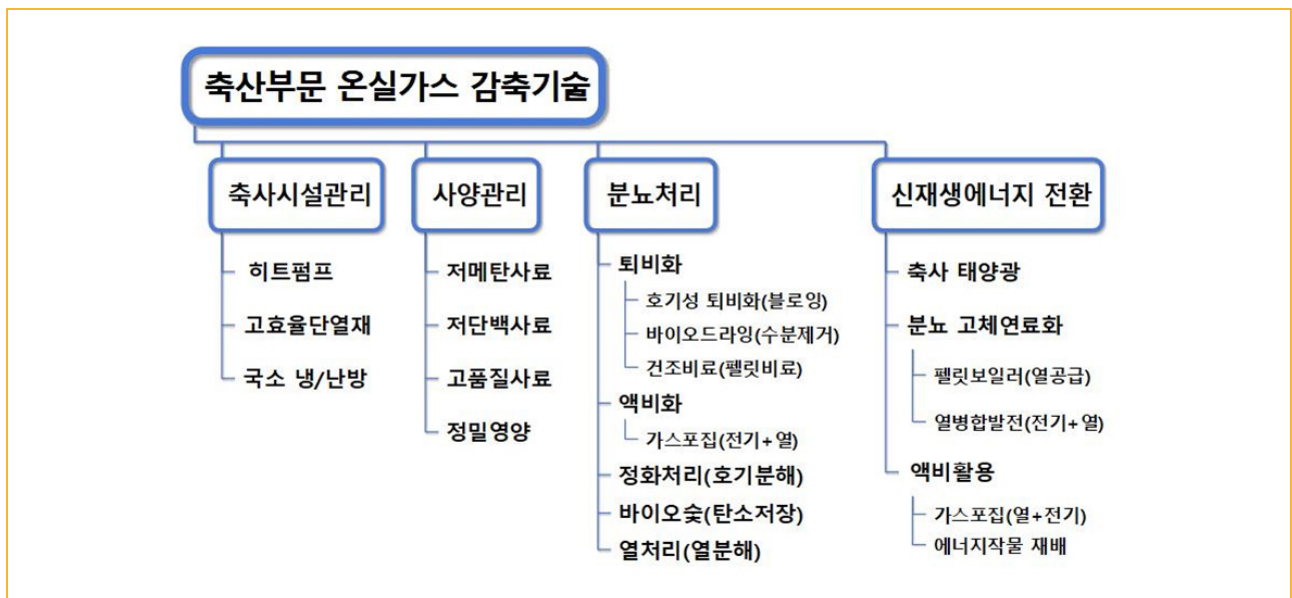 축산부문 온실가스 감축기술
축사시설관리
히트펌프
고효율단열재
국소 냉/난방
사양관리
저메탄사료
저단백사료
고품질사료
정밀영양
분뇨처리
퇴비화
호기성 퇴비화(블로잉)
바이오드라잉(수분제거)
건조비료(펠릿비료)
액비화
가스포집(전기+열)
정화처리(호기분해)
바이오숯(탄소저장)
열처리(열분해)
신재생에너지 전환
축사 태양광
분뇨 고체연료화
펠릿보일러(열공급)
열병합발전(전기+열)
액비활용
가스포집(열+전기)
에너지작물 재배